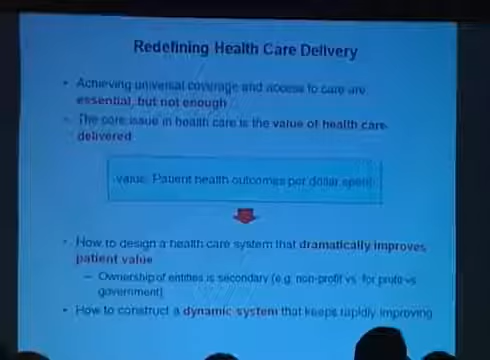 Redefining Health Care Delivery
• Achieving universal coverage and access to care are
essential, but not enough
• The core issue in health care is the value of health care
delivered
Value: Patient health outcomes per dollar spent
• How to design a health care system that dramatically improves
patient value
– Ownership of entities is secondary (e.g. non-profit vs. for profit vs.
government)
• How to construct a dynamic system that keeps rapidly improving